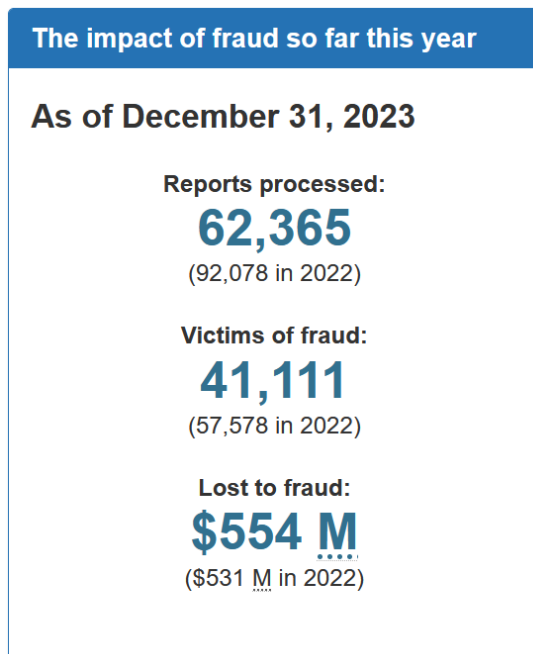 The impact of fraud so far this year
As of December 31, 2023
Reports processed:
62,365
(92,078 in 2022)
Victims of fraud:
41,111
(57,578 in 2022)
Lost to fraud:
$554 M
($531 M in 2022)